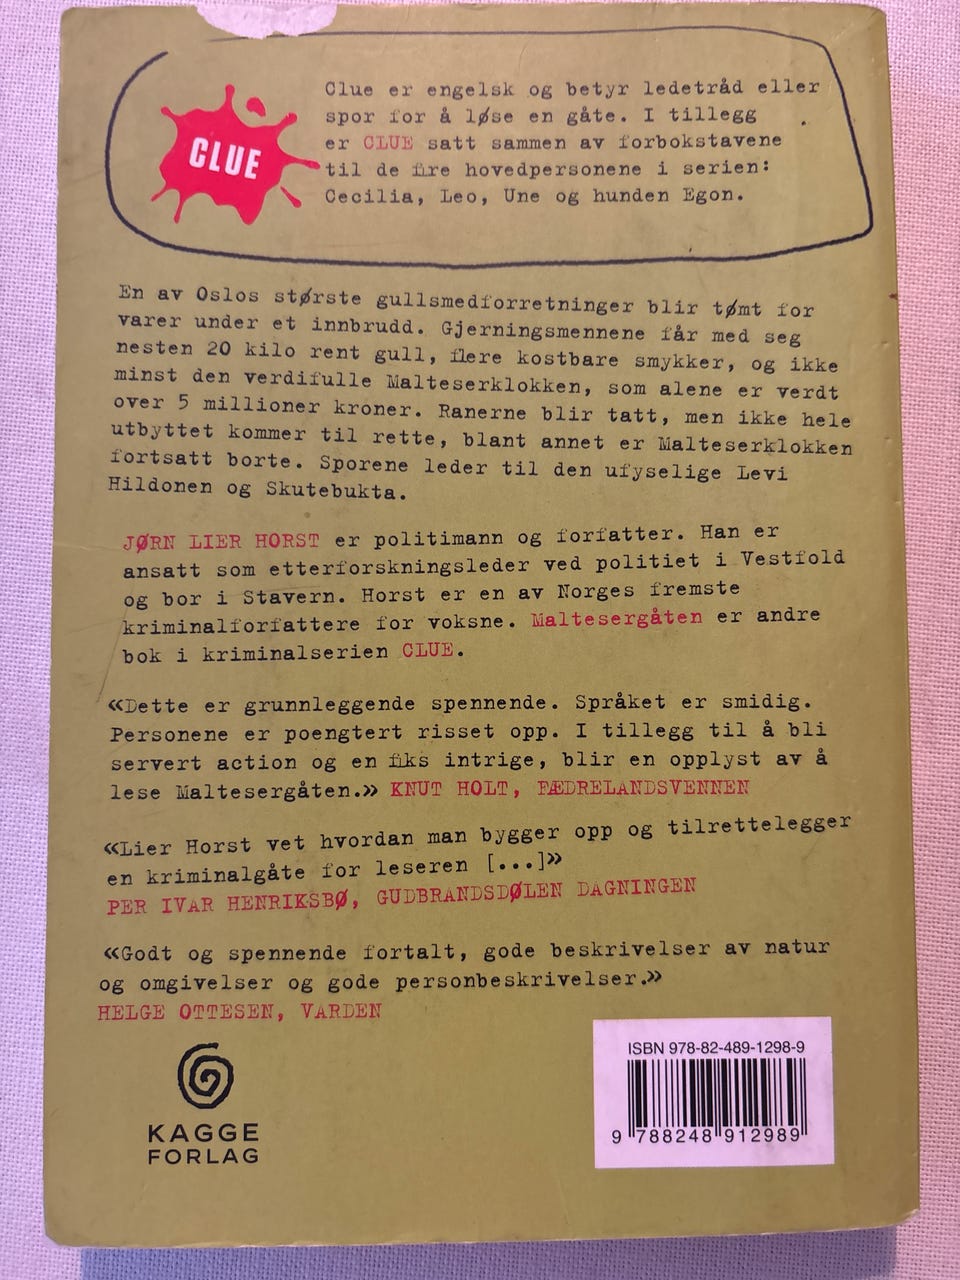 CLUE
Clue er engelsk og betyr ledetråd eller
spor for å løse en gåte. I tillegg
er CLUE satt sammen av forbokstavene
til de fire hovedpersonene i serien:
Cecilia, Leo, Une og hunden Egon.
En av Oslos største gullsmedforretninger blir tømt for
varer under et innbrudd. Gjerningsmennene får med seg
nesten 20 kilo rent gull, flere kostbare smykker, og ikke
minst den verdifulle Malteserklokken, som alene er verdt
over 5 millioner kroner. Ranerne blir tatt, men ikke hele
utbyttet kommer til rette, blant annet er Malteserklokken
fortsatt borte. Sporene leder til den ufyselige Levi
Hildonen og Skutebukta.
JØRN LIER HORST er politimann og forfatter. Han er
ansatt som etterforskningsleder ved politiet i Vestfold
og bor i Stavern. Horst er en av Norges fremste
kriminalforfattere for voksne. Maltesergåten er andre
bok i kriminalserien CLUE.
«Dette er grunnleggende spennende. Språket er smidig.
Personene er poengtert risset opp. I tillegg til å bli
servert action og en fiks intrige, blir en opplyst av å
lese Maltesergåten.» KNUT HOLT, FÆDRELANDSVENNEN
«Lier Horst vet hvordan man bygger opp og tilrettelegger
en kriminalgåte for leseren [...]»
PER IVAR HENRIKSBØ, GUDBRANDSDØLEN DAGNINGEN
«Godt og spennende fortalt, gode beskrivelser av natur
og omgivelser og gode personbeskrivelser.»
HELGE OTTESEN, VARDEN
KAGGE
FORLAG
ISBN 978-82-489-1298-9
9 788248 912989